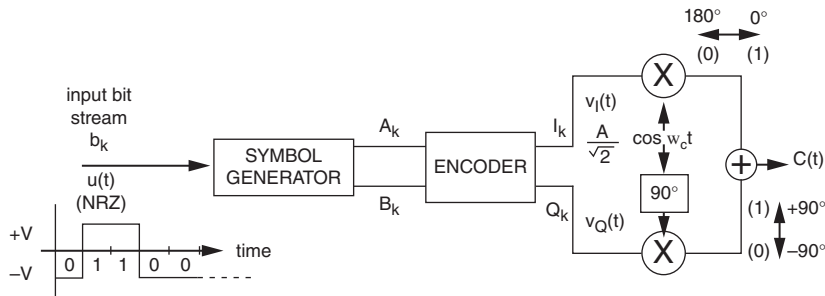 180° 0°
(0) (1)
X
input bit
stream
b_k
u(t)
(NRZ)
SYMBOL
GENERATOR
A_k
B_k
ENCODER
I_k
Q_k
v_I(t)
A
√2
cos w_c t
90°
v_Q(t)
X
+
C(t)
(1) +90°
(0) –90°
+V
–V
0 1 1 0 0
time